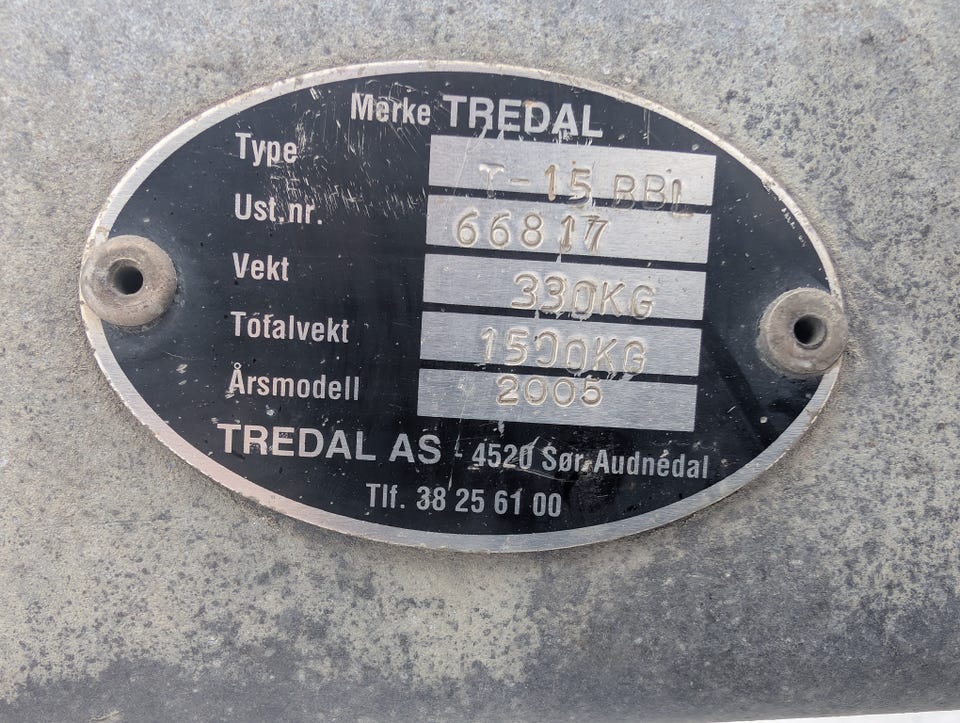 Merke TREDAL
Type T-15 BBL
Ust.nr. 66817
Vekt 330KG
Totalvekt 1500KG
Årsmodell 2005
TREDAL AS - 4520 Sør Audnedal
Tlf. 38 25 61 00